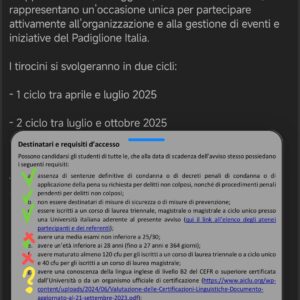 rappresentano un'occasione unica per partecipare
attivamente all'organizzazione e alla gestione di eventi e
iniziative del Padiglione Italia.
I tirocini si svolgeranno in due cicli:
- 1 ciclo tra aprile e luglio 2025
- 2 ciclo tra luglio e ottobre 2025
Destinatari e requisiti d'accesso
Possono candidarsi gli studenti di tutte le, che alla data di scadenza dell'avviso stesso possiedano
i seguenti requisiti:
assenza di sentenze definitive di condanna o di decreti penali di condanna o di
applicazione della pena su richiesta per delitti non colposi, nonché di procedimenti penali
pendenti per delitti non colposi;
non essere destinatari di misure di sicurezza o di misure di prevenzione;
essere iscritti a un corso di laurea triennale, magistrale o magistrale a ciclo unico presso
una Università italiana aderente al presente avviso (qui il link all'elenco degli atenei
partecipanti e dei referenti);
avere una media esami non inferiore a 25/30;
avere un'età inferiore ai 28 anni (fino a 27 anni e 364 giorni);
avere maturato almeno 120 cfu per gli iscritti a un corso di laurea triennale o a ciclo unico
e 40 cfu per gli iscritti a un corso di laurea magistrale;
avere una conoscenza della lingua inglese di livello B2 del CEFR o superiore certificata
dall'Università o da un organismo ufficiale di certificazione (https://www.aiclu.org/wp-
content/uploads/2024/06/Valutazione-delle-Certificazioni-Linguistiche-Documento-
aggiornato-al-21-settembre-2023.pdf);